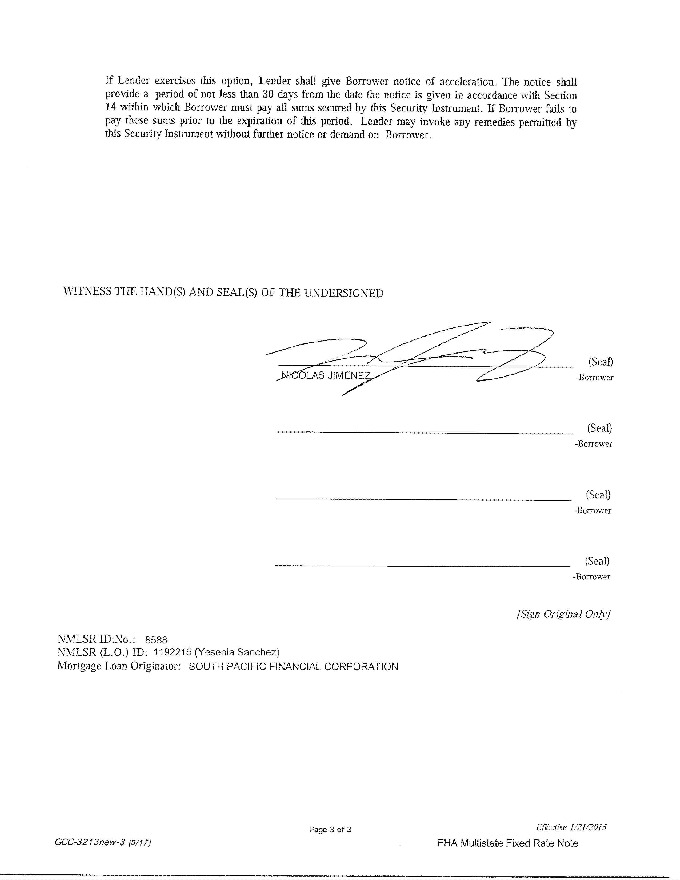 If Lender exercises this option, Lender shall give Borrower notice of acceleration. The notice shall
provide a period of not less than 30 days from the date the notice is given in accordance with Section
14 within which Borrower must pay all sums secured by this Security Instrument. If Borrower fails to
pay these sums prior to the expiration of this period, Lender may invoke any remedies permitted by
this Security Instrument without further notice or demand on Borrower.
WITNESS THE HAND(S) AND SEAL(S) OF THE UNDERSIGNED
(Seal)
NICOLAS JIMENEZ
-Borrower
(Seal)
-Borrower
(Seal)
-Borrower
(Seal)
-Borrower
[Sign Original Only]
NMLSR ID.No.: 8588
NMLSR (L.O.) ID: 1192215 (Yesenia Sanchez)
Mortgage Loan Originator: SOUTH PACIFIC FINANCIAL CORPORATION
Page 3 of 3
Effective 1/21/2015
GCC-3213new-3 (9/17)
FHA Multistate Fixed Rate Note